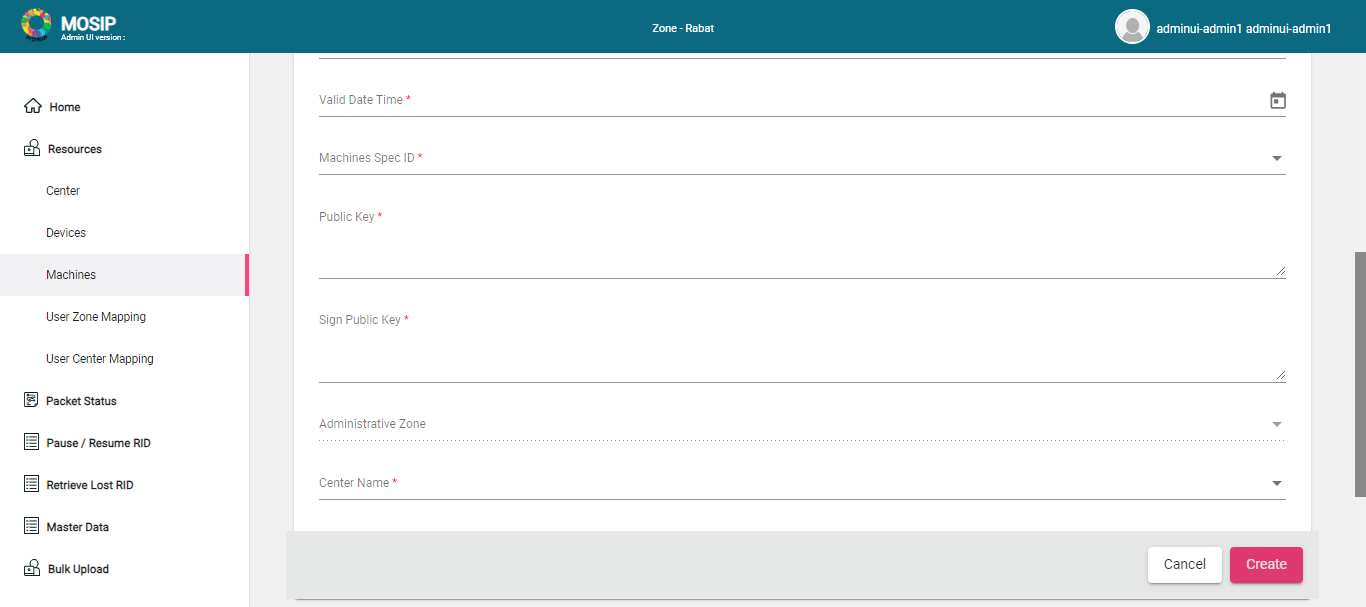 MOSIP
Admin UI version :
Zone - Rabat
adminui-admin1 adminui-admin1
Home
Resources
Center
Devices
Machines
User Zone Mapping
User Center Mapping
Packet Status
Pause / Resume RID
Retrieve Lost RID
Master Data
Bulk Upload
Valid Date Time *
Machines Spec ID *
Public Key *
Sign Public Key *
Administrative Zone
Center Name *
Cancel
Create